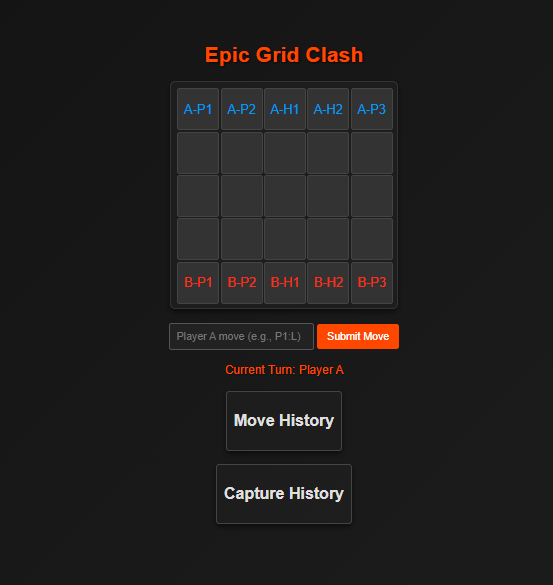 Epic Grid Clash
A-P1 A-P2 A-H1 A-H2 A-P3
B-P1 B-P2 B-H1 B-H2 B-P3
Player A move (e.g., P1:L) Submit Move
Current Turn: Player A
Move History
Capture History